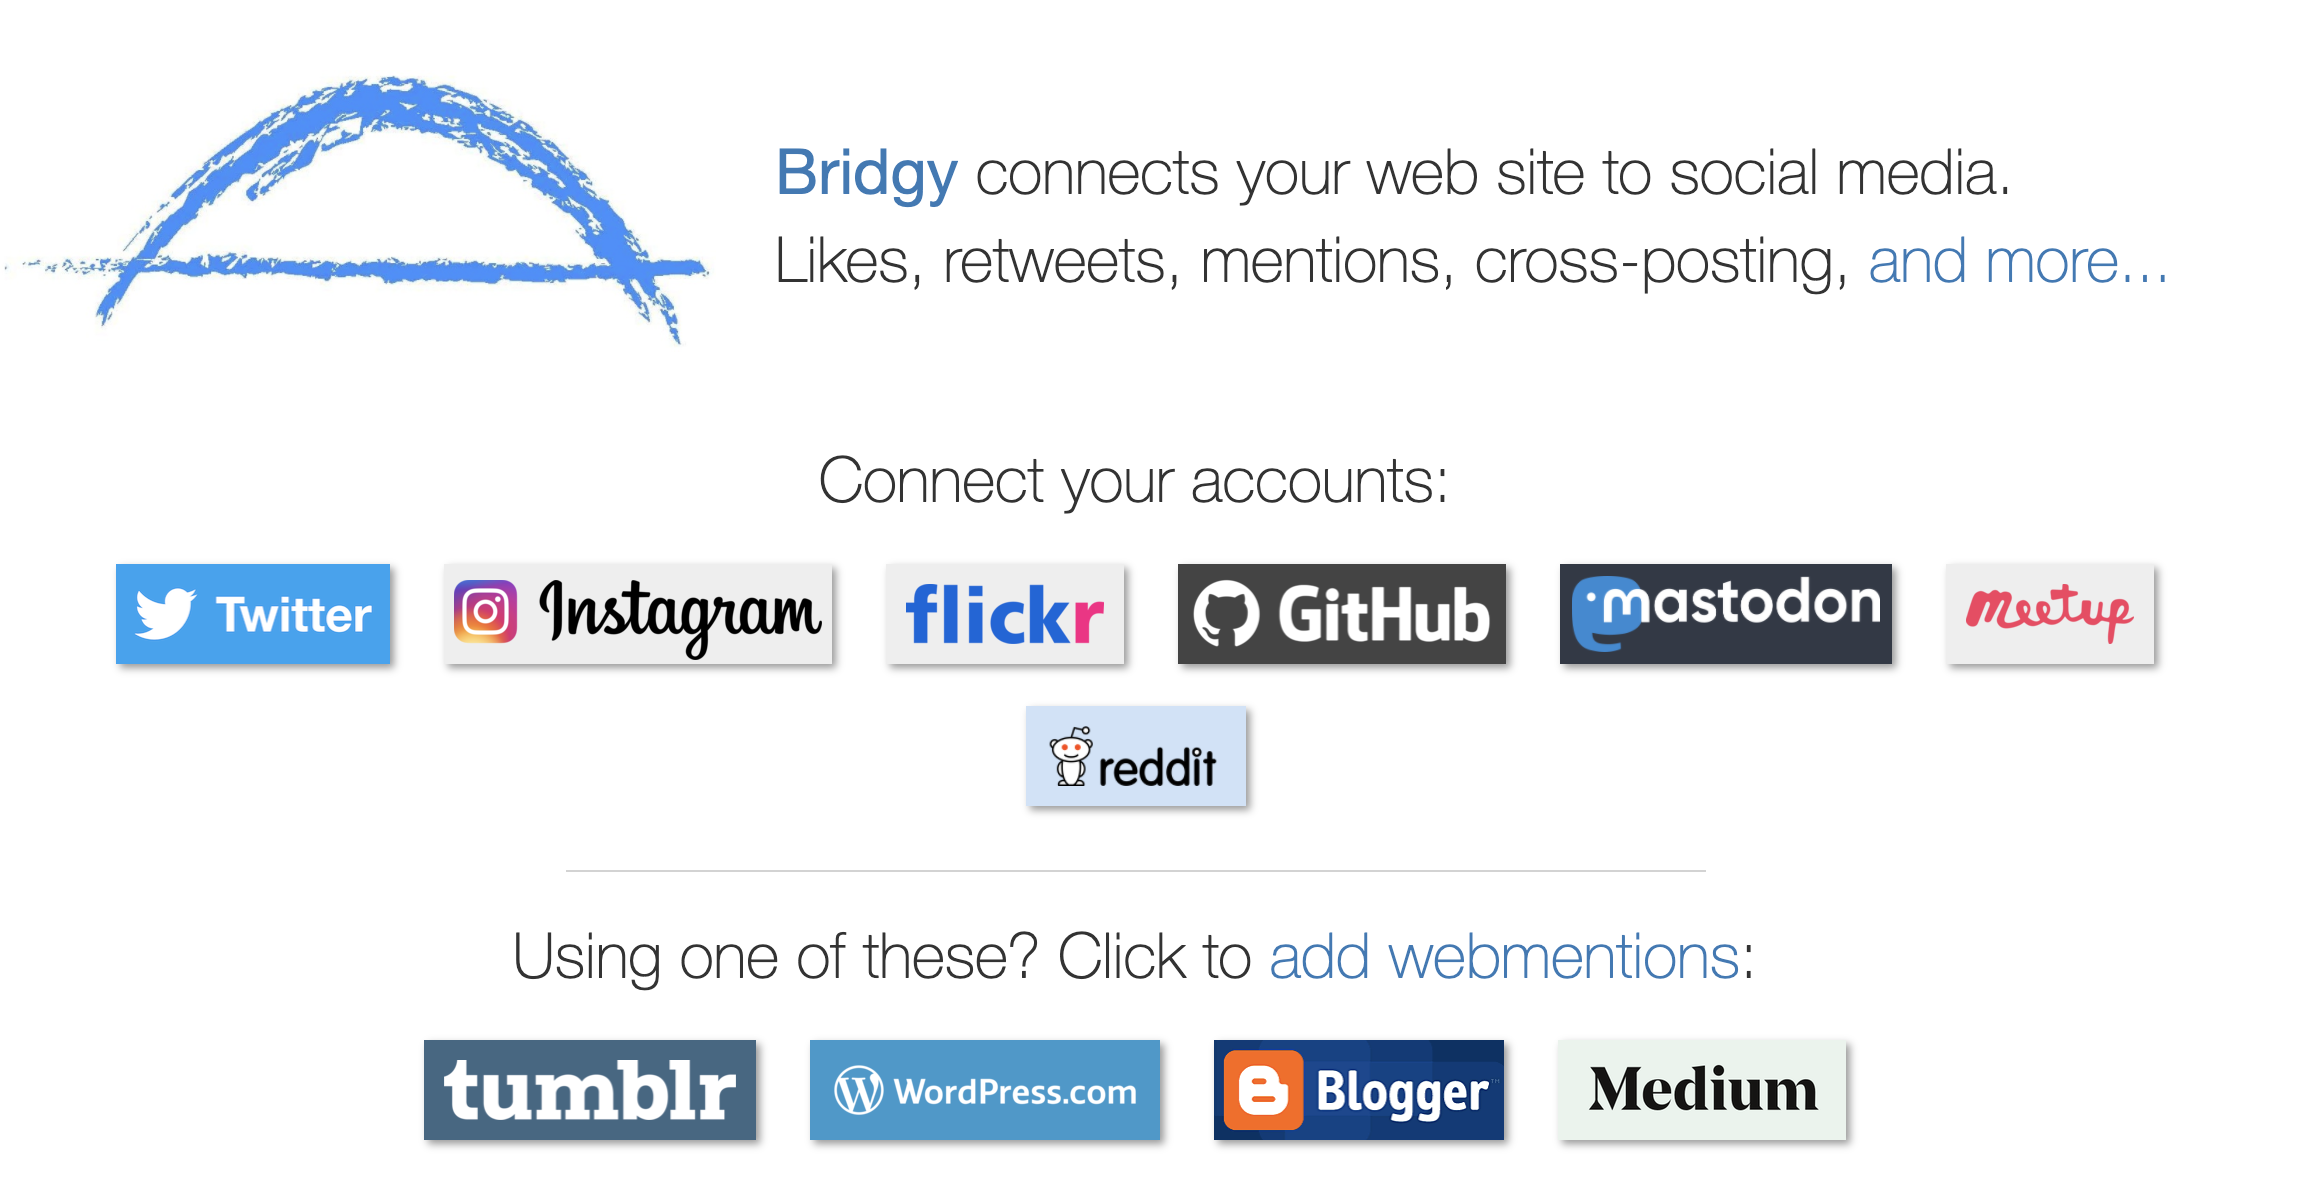 Bridgy connects your web site to social media.
Likes, retweets, mentions, cross-posting, and more...
Connect your accounts:
Twitter Instagram flickr GitHub mastodon meetup
reddit
Using one of these? Click to add webmentions:
tumblr WordPress.com Blogger™ Medium